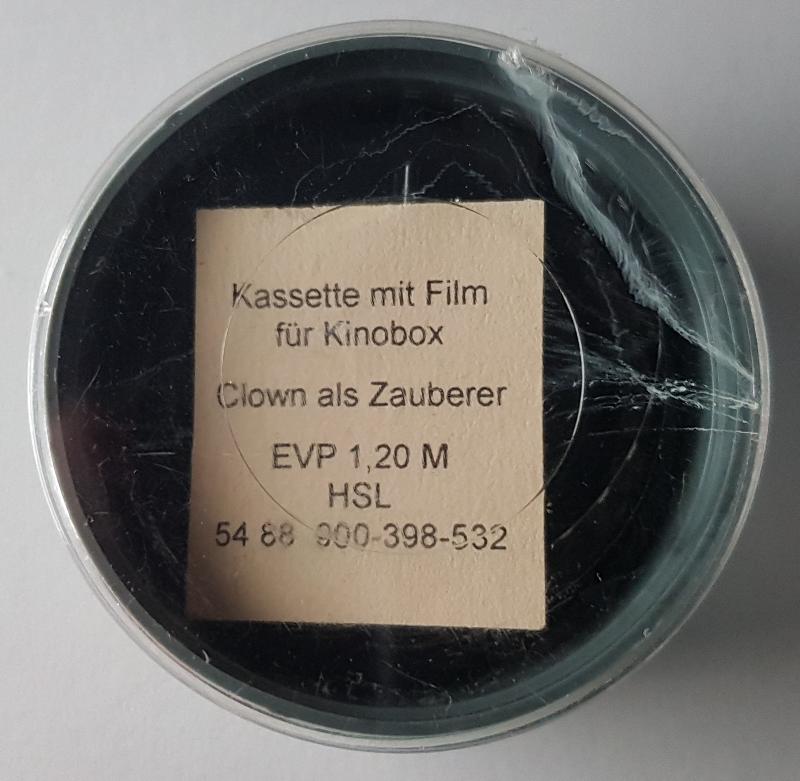 Kassette mit Film
für Kinobox
Clown als Zauberer
EVP 1,20 M
HSL
54 88 900-398-532